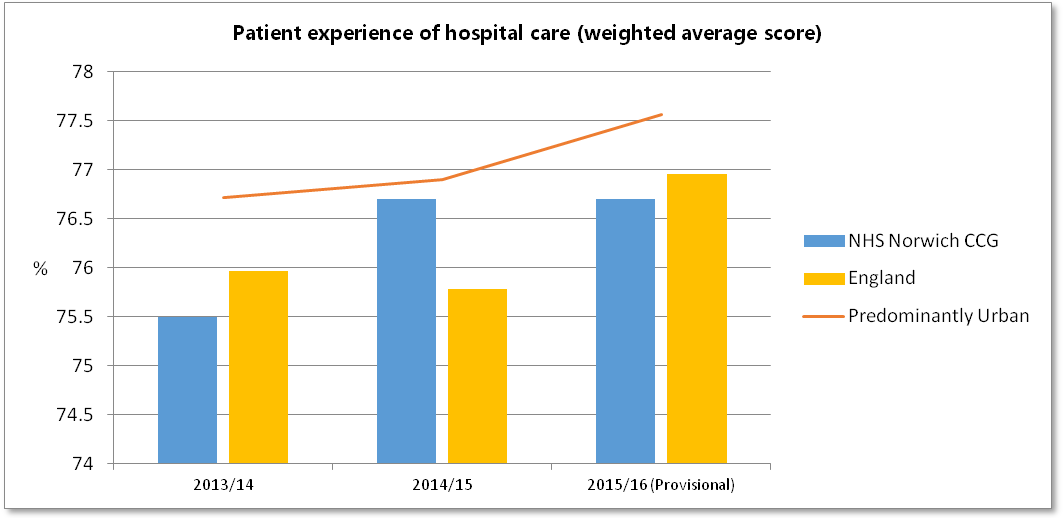 Patient experience of hospital care (weighted average score)
78
77.5
77
76.5
76
75.5
75
74.5
74
%
2013/14
2014/15
2015/16 (Provisional)
NHS Norwich CCG
England
Predominantly Urban